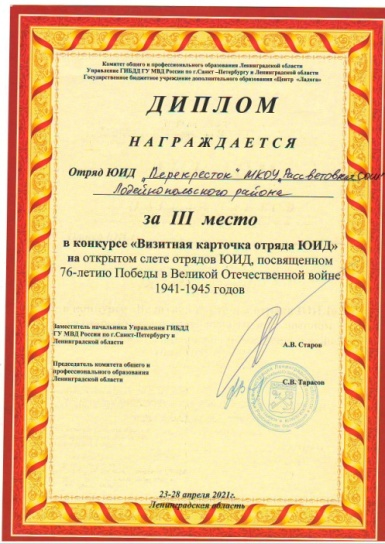 Комитет общего и профессионального образования Ленинградской области
Управление ГИБДД ГУ МВД России по г.Санкт –Петербургу и Ленинградской области
Государственное бюджетное учреждение дополнительного образования «Центр «Ладога»
ДИПЛОМ
НАГРАЖДАЕТСЯ
Отряд ЮИД „Перекресток" МКОУ „Рассветовская СОШ"
Лодейнопольского района
за III место
в конкурсе «Визитная карточка отряда ЮИД»
на открытом слете отрядов ЮИД, посвященном
76-летию Победы в Великой Отечественной войне
1941-1945 годов
Заместитель начальника Управления ГИБДД
ГУ МВД России по г.Санкт-Петербургу и
Ленинградской области
А.В. Старов
Председатель комитета общего и
профессионального образования
Ленинградской области
С.В. Тарасов
23-28 апреля 2021г.
Ленинградская область